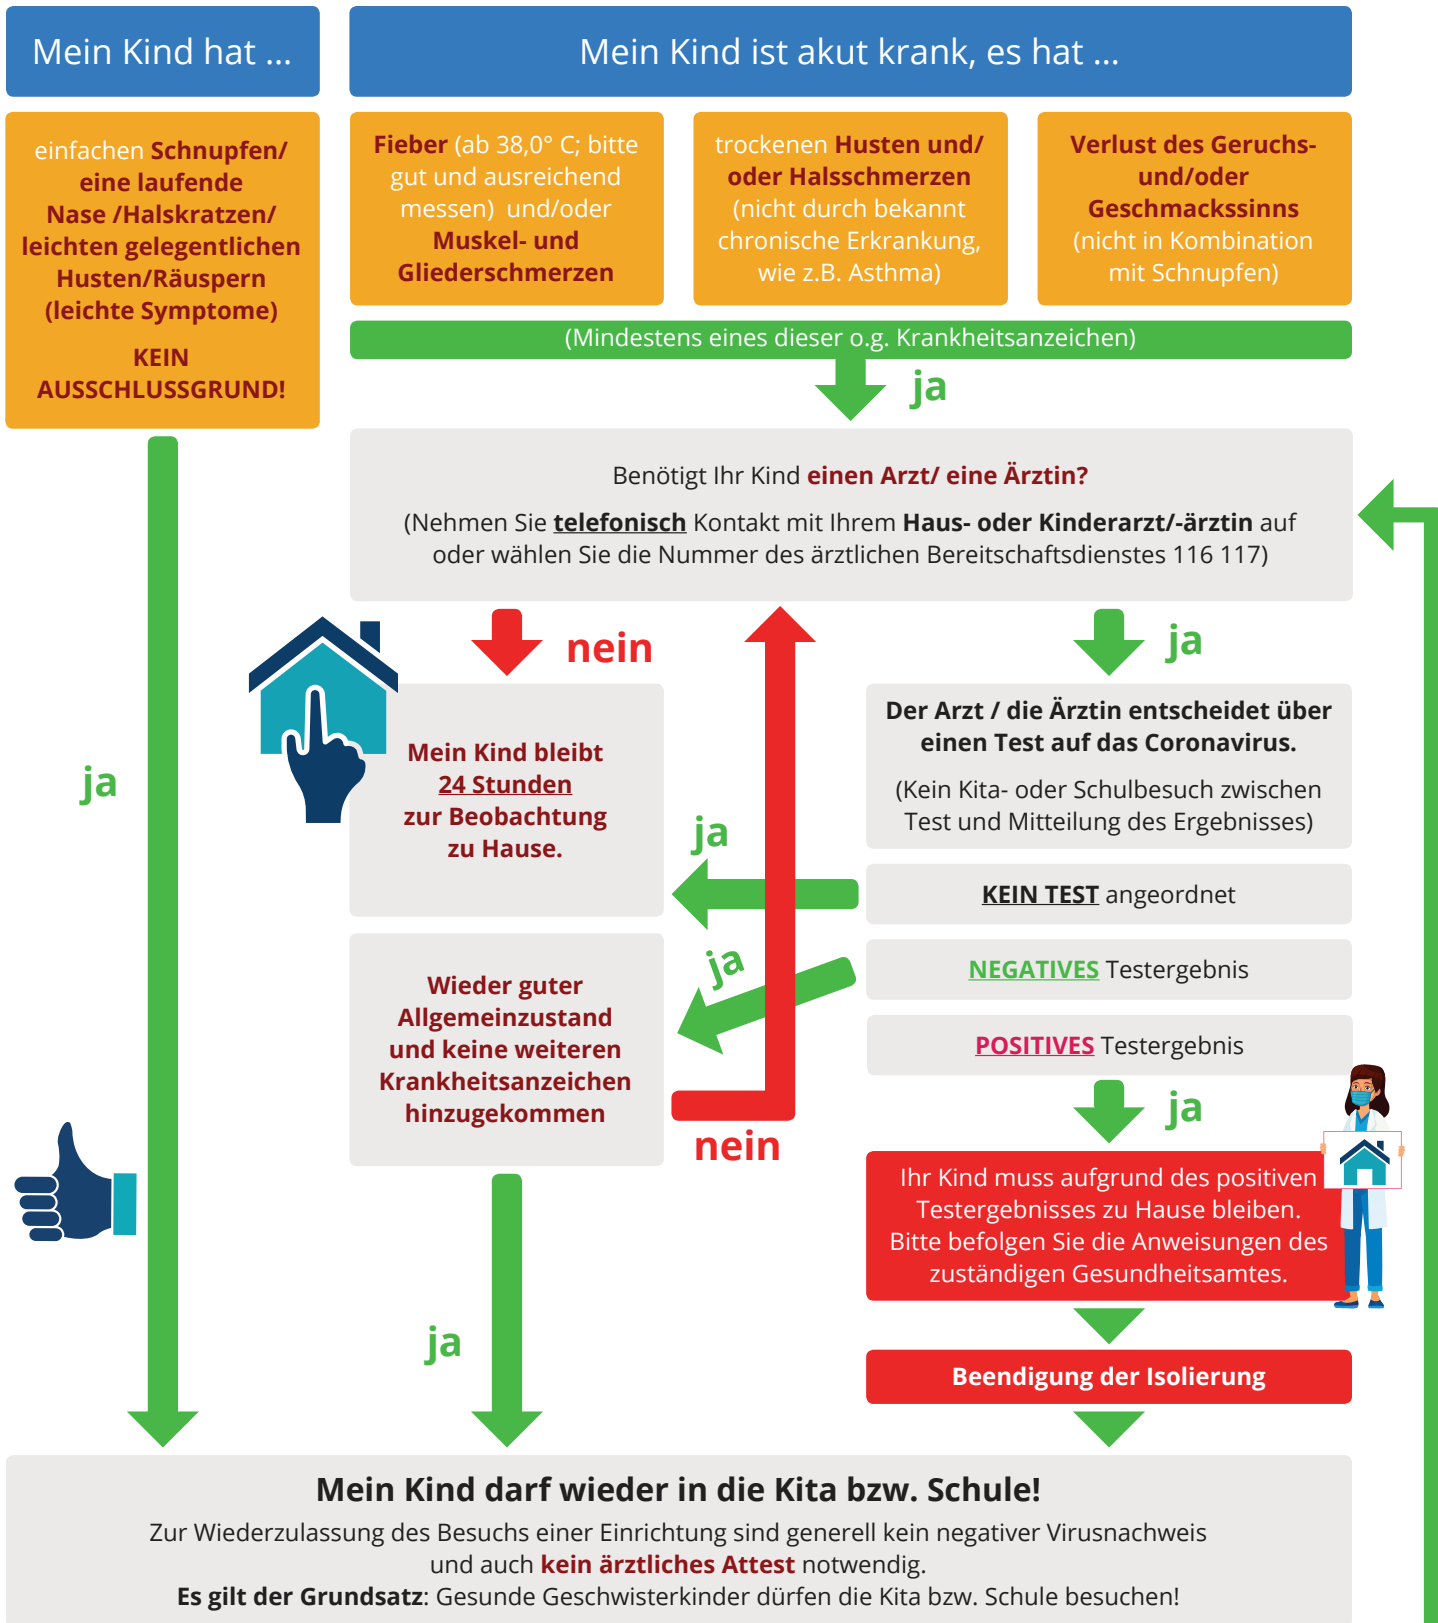 Mein Kind hat ...
Mein Kind ist akut krank, es hat ...
einfachen Schnupfen/
eine laufende
Nase /Halskratzen/
leichten gelegentlichen
Husten/Räuspern
(leichte Symptome)
KEIN
AUSSCHLUSSGRUND!
Fieber (ab 38,0° C; bitte
gut und ausreichend
messen)  und/oder
Muskel- und
Gliederschmerzen
trockenen Husten und/
oder Halsschmerzen
(nicht durch bekannt
chronische Erkrankung,
wie z.B. Asthma)
Verlust des Geruchs-
und/oder
Geschmackssinns
(nicht in Kombination
mit Schnupfen)
(Mindestens eines dieser o.g. Krankheitsanzeichen)
ja
Benötigt Ihr Kind einen Arzt/ eine Ärztin?
(Nehmen Sie telefonisch Kontakt mit Ihrem Haus- oder Kinderarzt/-ärztin auf
oder wählen Sie die Nummer des ärztlichen Bereitschaftsdienstes 116 117)
nein
ja
ja
Mein Kind bleibt
24 Stunden
zur Beobachtung
zu Hause.
Der Arzt / die Ärztin entscheidet über
einen Test auf das Coronavirus.
(Kein Kita- oder Schulbesuch zwischen
Test und Mitteilung des Ergebnisses)
ja
KEIN TEST angeordnet
ja
NEGATIVES Testergebnis
Wieder guter
Allgemeinzustand
und keine weiteren
Krankheitsanzeichen
hinzugekommen
POSITIVES Testergebnis
nein
ja
Ihr Kind muss aufgrund des positiven
Testergebnisses zu Hause bleiben.
Bitte befolgen Sie die Anweisungen des
zuständigen Gesundheitsamtes.
ja
Beendigung der Isolierung
Mein Kind darf wieder in die Kita bzw. Schule!
Zur Wiederzulassung des Besuchs einer Einrichtung sind generell kein negativer Virusnachweis
und auch kein ärztliches Attest notwendig.
Es gilt der Grundsatz: Gesunde Geschwisterkinder dürfen die Kita bzw. Schule besuchen!